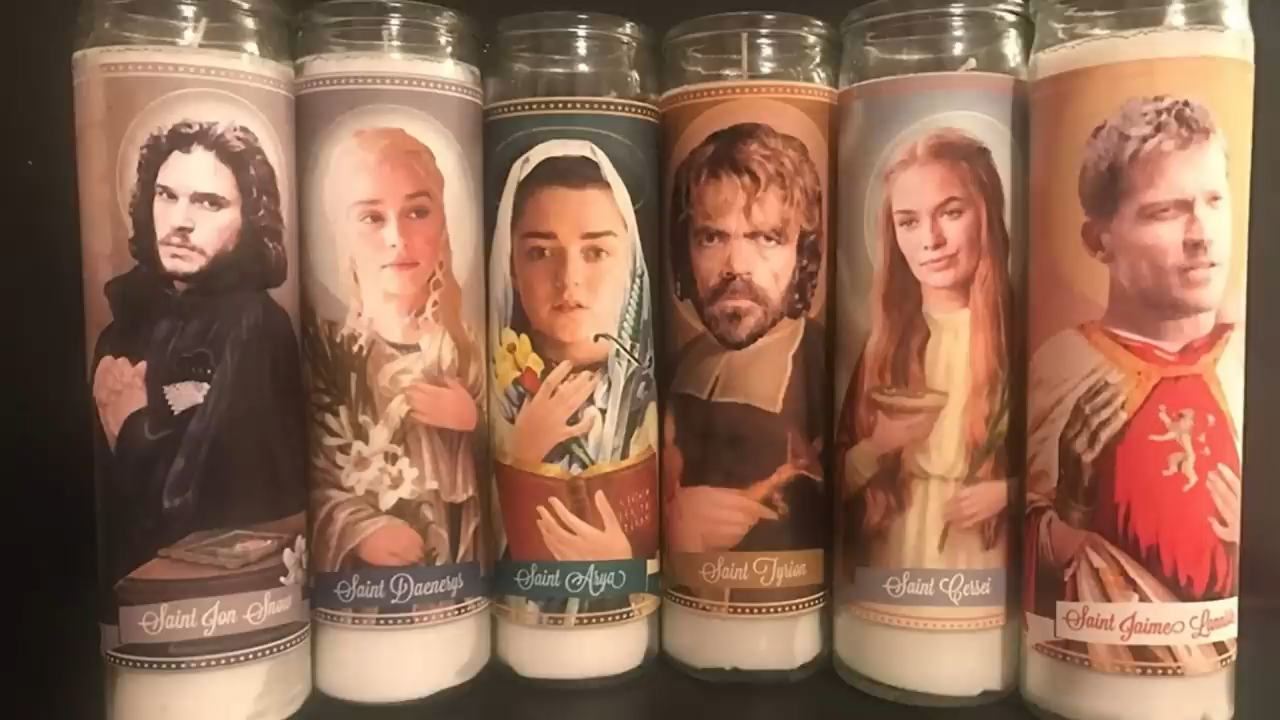 Saint Jon Snow
Saint Daenerys
Saint Arya
Saint Tyrion
Saint Cersei
Saint Jaime